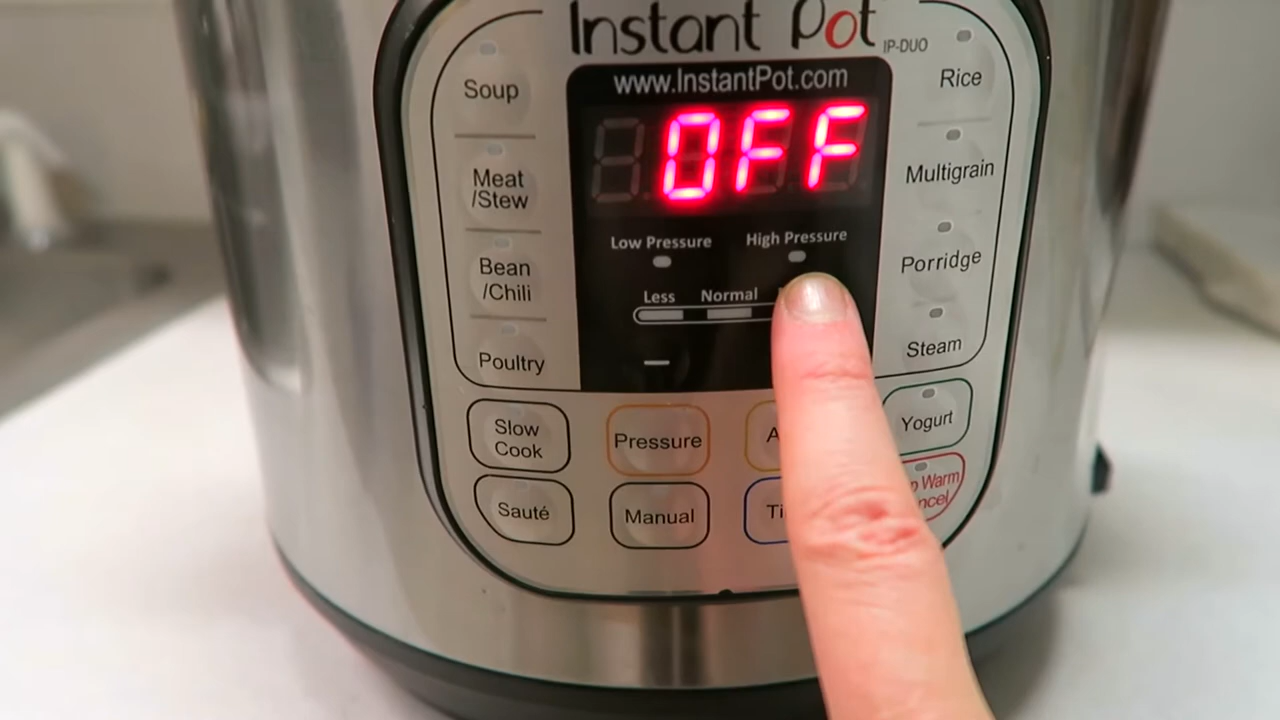 Instant Pot
IP-DUO
www.InstantPot.com
OFF
Low Pressure
High Pressure
Less
Normal
Soup
Meat
/Stew
Bean
/Chili
Poultry
Rice
Multigrain
Porridge
Steam
Slow
Cook
Pressure
Yogurt
Sauté
Manual
Warm